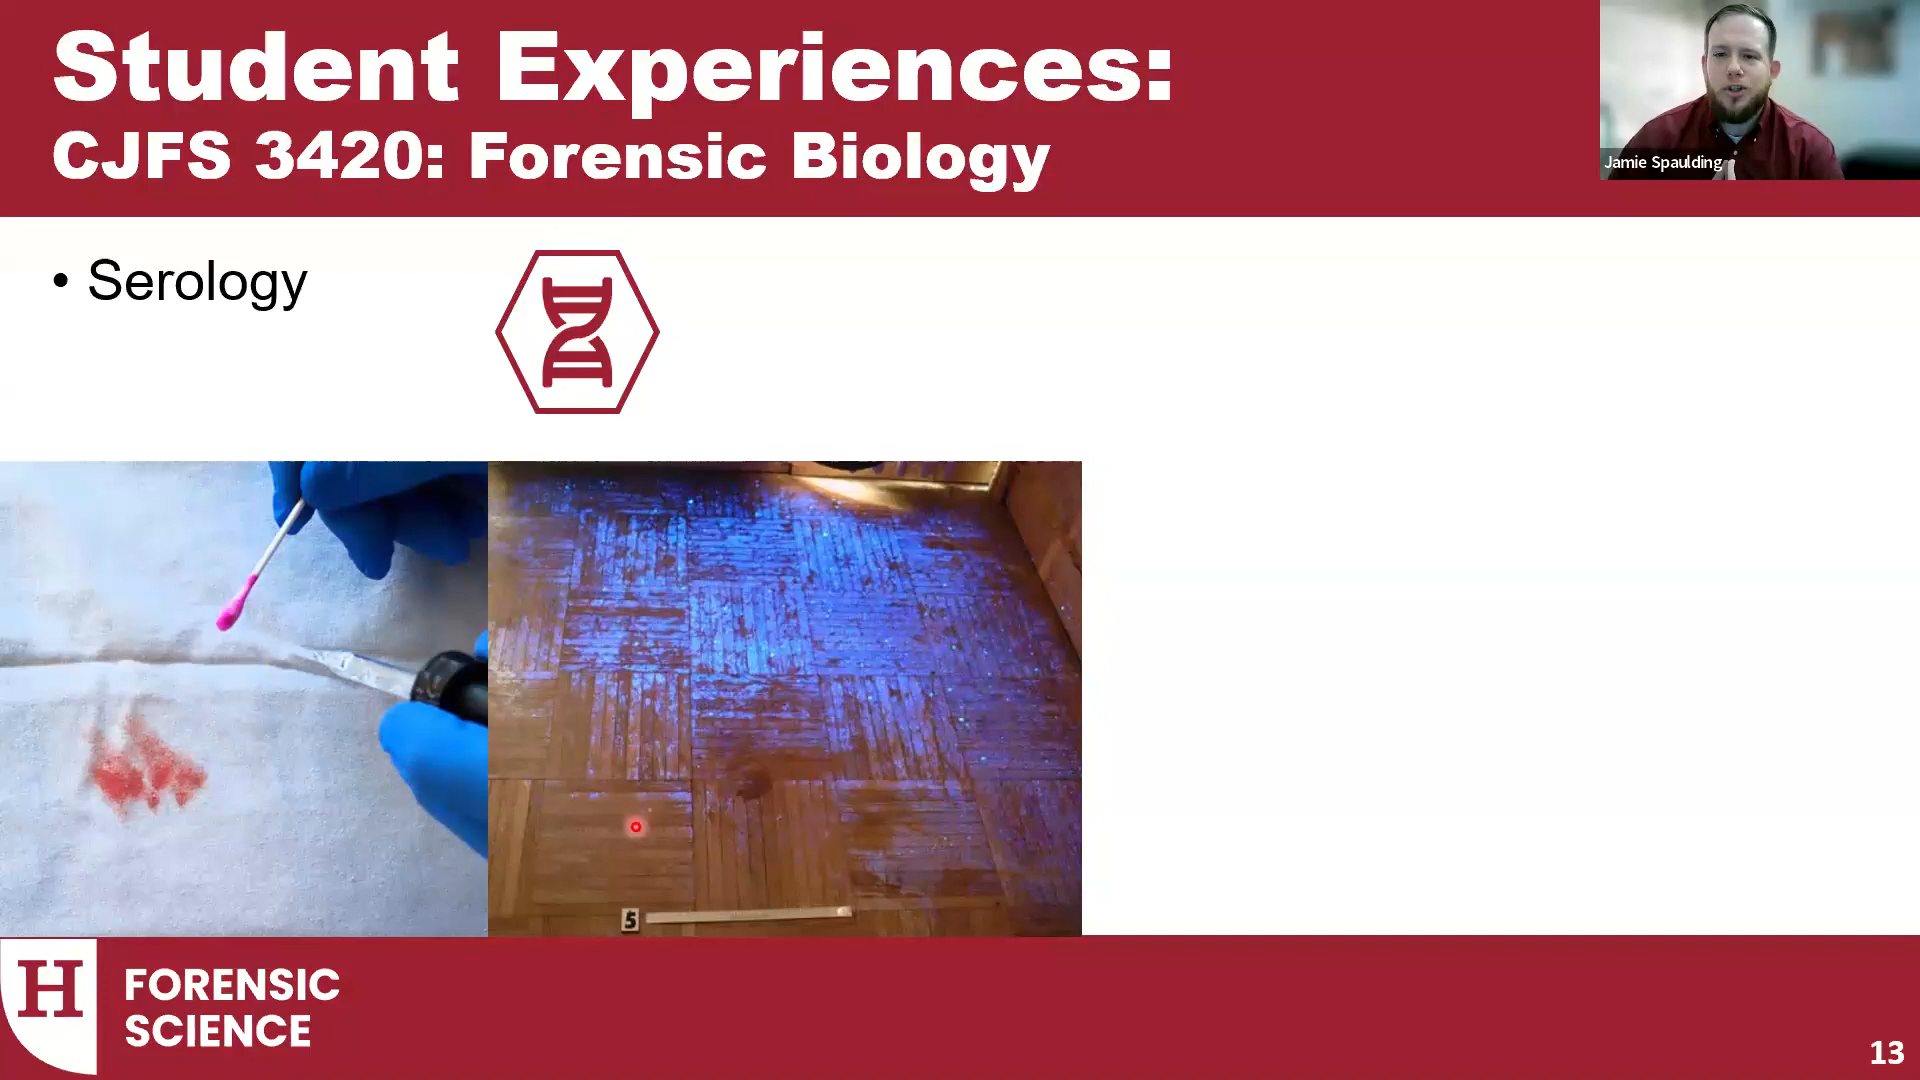 Student Experiences:
CJFS 3420: Forensic Biology
Jamie Spaulding
• Serology
5
H
FORENSIC
SCIENCE
13